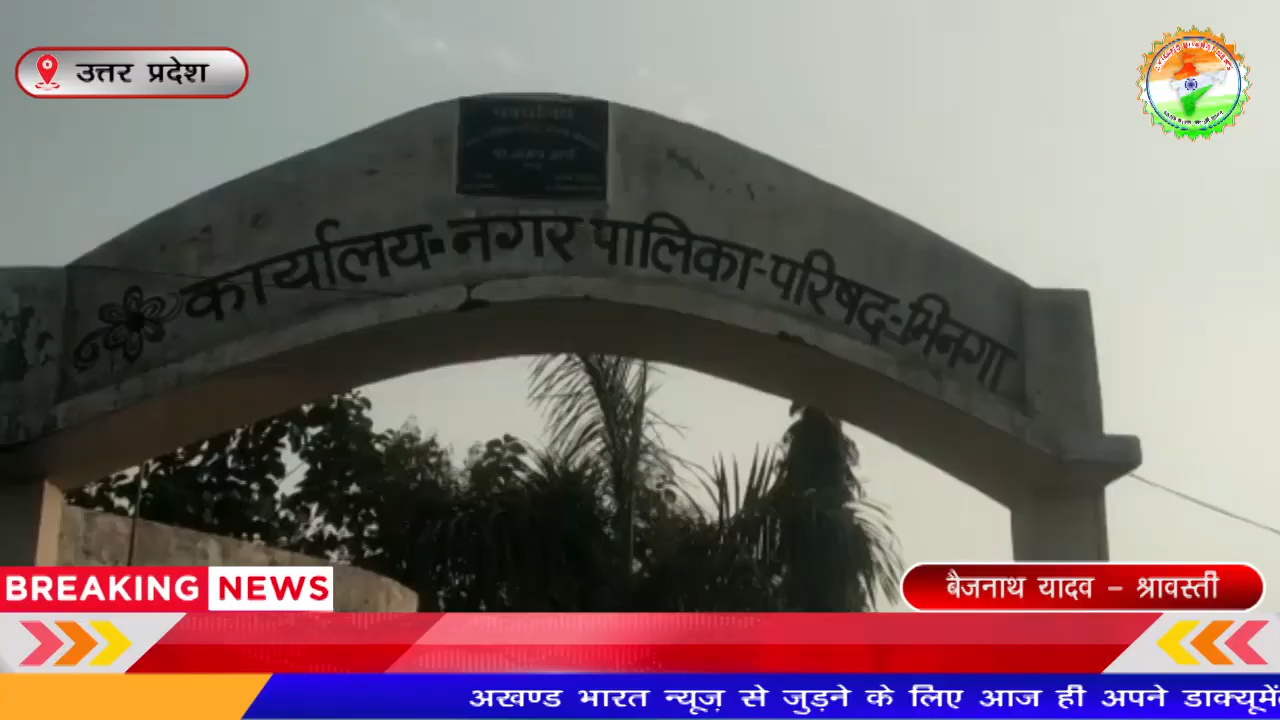 उत्तर प्रदेश
कार्यालय-नगर पालिका-परिषद-भिनगा
BREAKING NEWS
बैजनाथ यादव – श्रावस्ती
अखण्ड भारत न्यूज़ से जुड़ने के लिए आज ही अपने डाक्यूमें